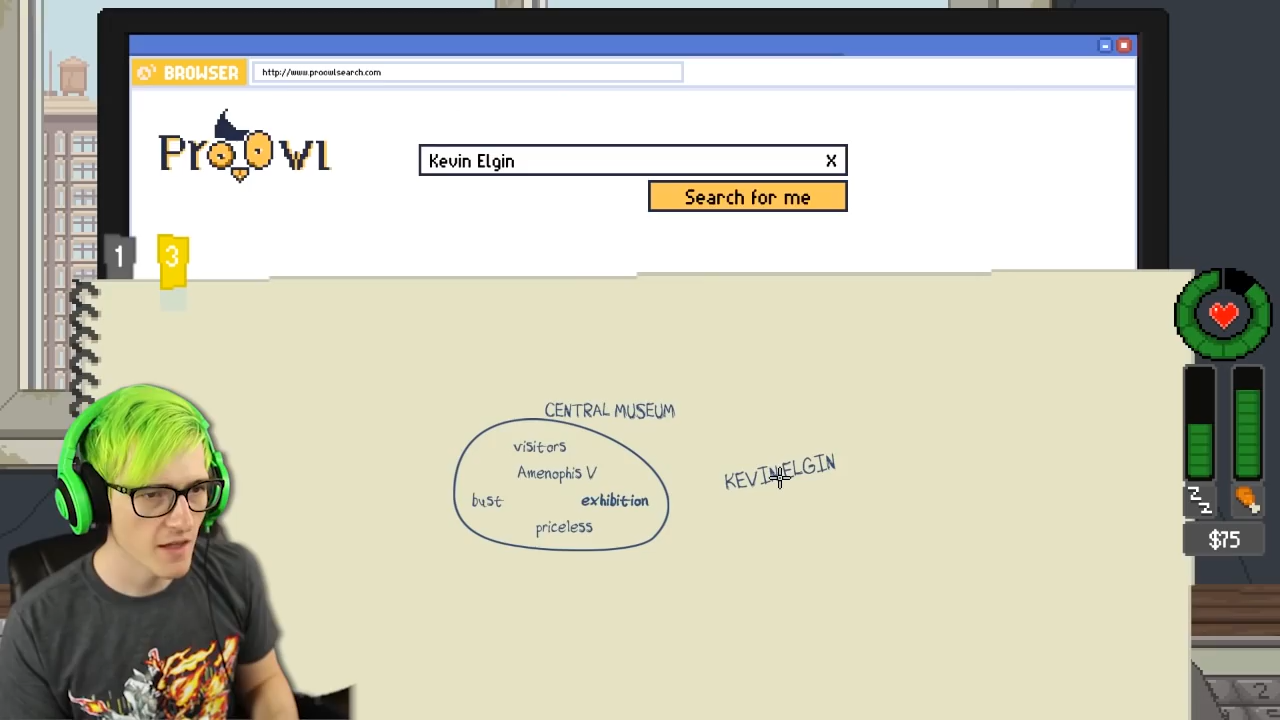 BROWSER http://www.proowlsearch.com
PrOOwl
Kevin Elgin X
Search for me
1 3
CENTRAL MUSEUM
visitors
Amenophis V
bust exhibition
priceless
KEVIN ELGIN
z z
$75
2